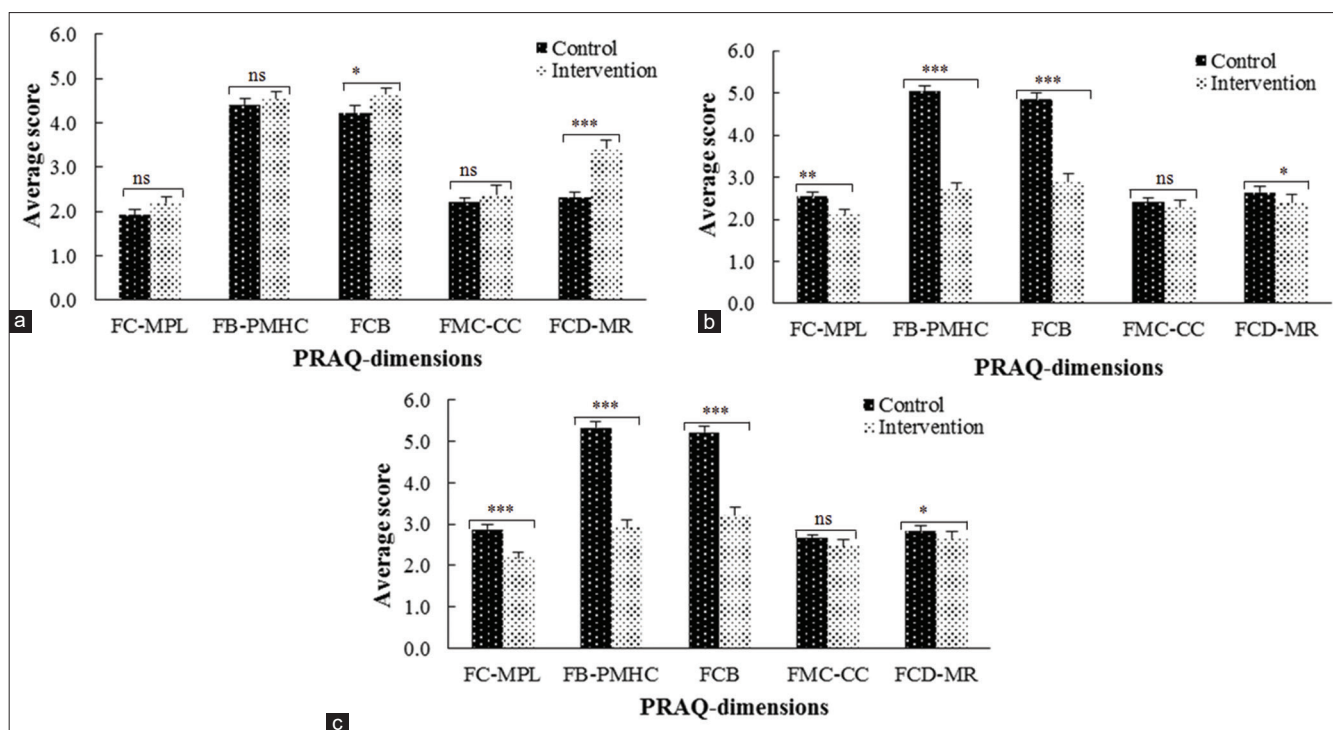 6.0
5.0
4.0
3.0
2.0
1.0
0.0
Average score
Control
Intervention
ns
ns
*
ns
***
FC-MPL FB-PMHC FCB FMC-CC FCD-MR
PRAQ-dimensions
a
6.0
5.0
4.0
3.0
2.0
1.0
0.0
Average score
Control
Intervention
**
***
***
ns
*
FC-MPL FB-PMHC FCB FMC-CC FCD-MR
PRAQ-dimensions
b
6.0
5.0
4.0
3.0
2.0
1.0
0.0
Average score
Control
Intervention
***
***
***
ns
*
FC-MPL FB-PMHC FCB FMC-CC FCD-MR
PRAQ-dimensions
c